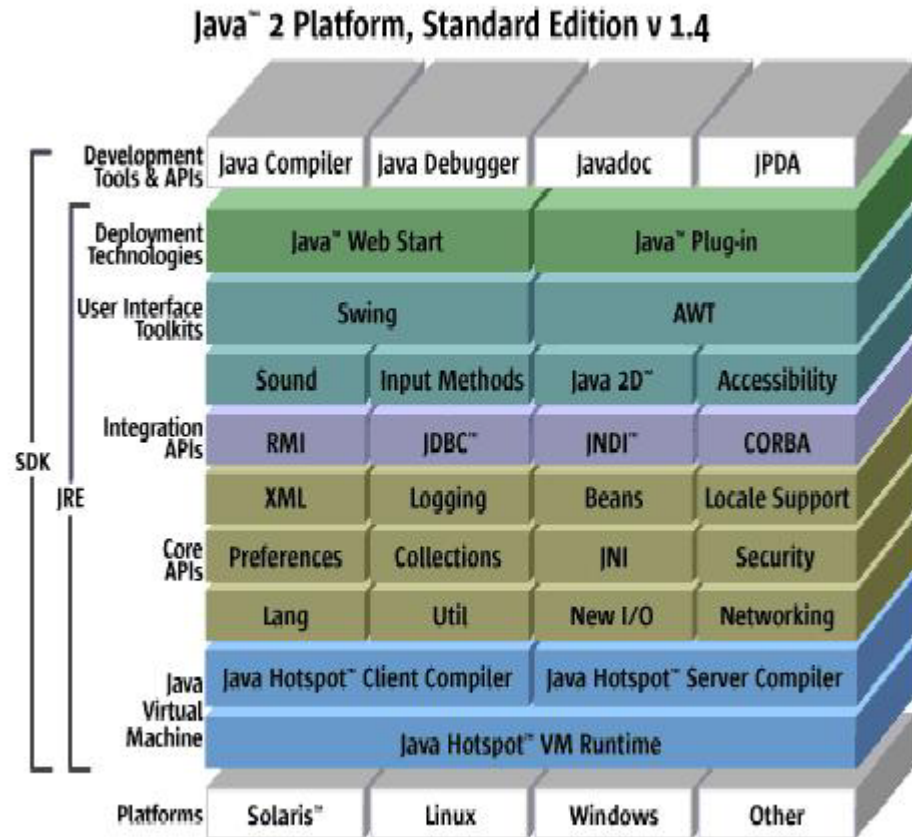 Java™ 2 Platform, Standard Edition v 1.4
Development
Tools & APIs
Java Compiler Java Debugger Javadoc JPDA
Deployment
Technologies
Java™ Web Start Java™ Plug-in
User Interface
Toolkits
Swing AWT
Sound Input Methods Java 2D™ Accessibility
Integration
APIs
RMI JDBC™ JNDI™ CORBA
SDK
JRE
XML Logging Beans Locale Support
Core
APIs
Preferences Collections JNI Security
Lang Util New I/O Networking
Java
Virtual
Machine
Java Hotspot™ Client Compiler Java Hotspot™ Server Compiler
Java Hotspot™ VM Runtime
Platforms Solaris™ Linux Windows Other